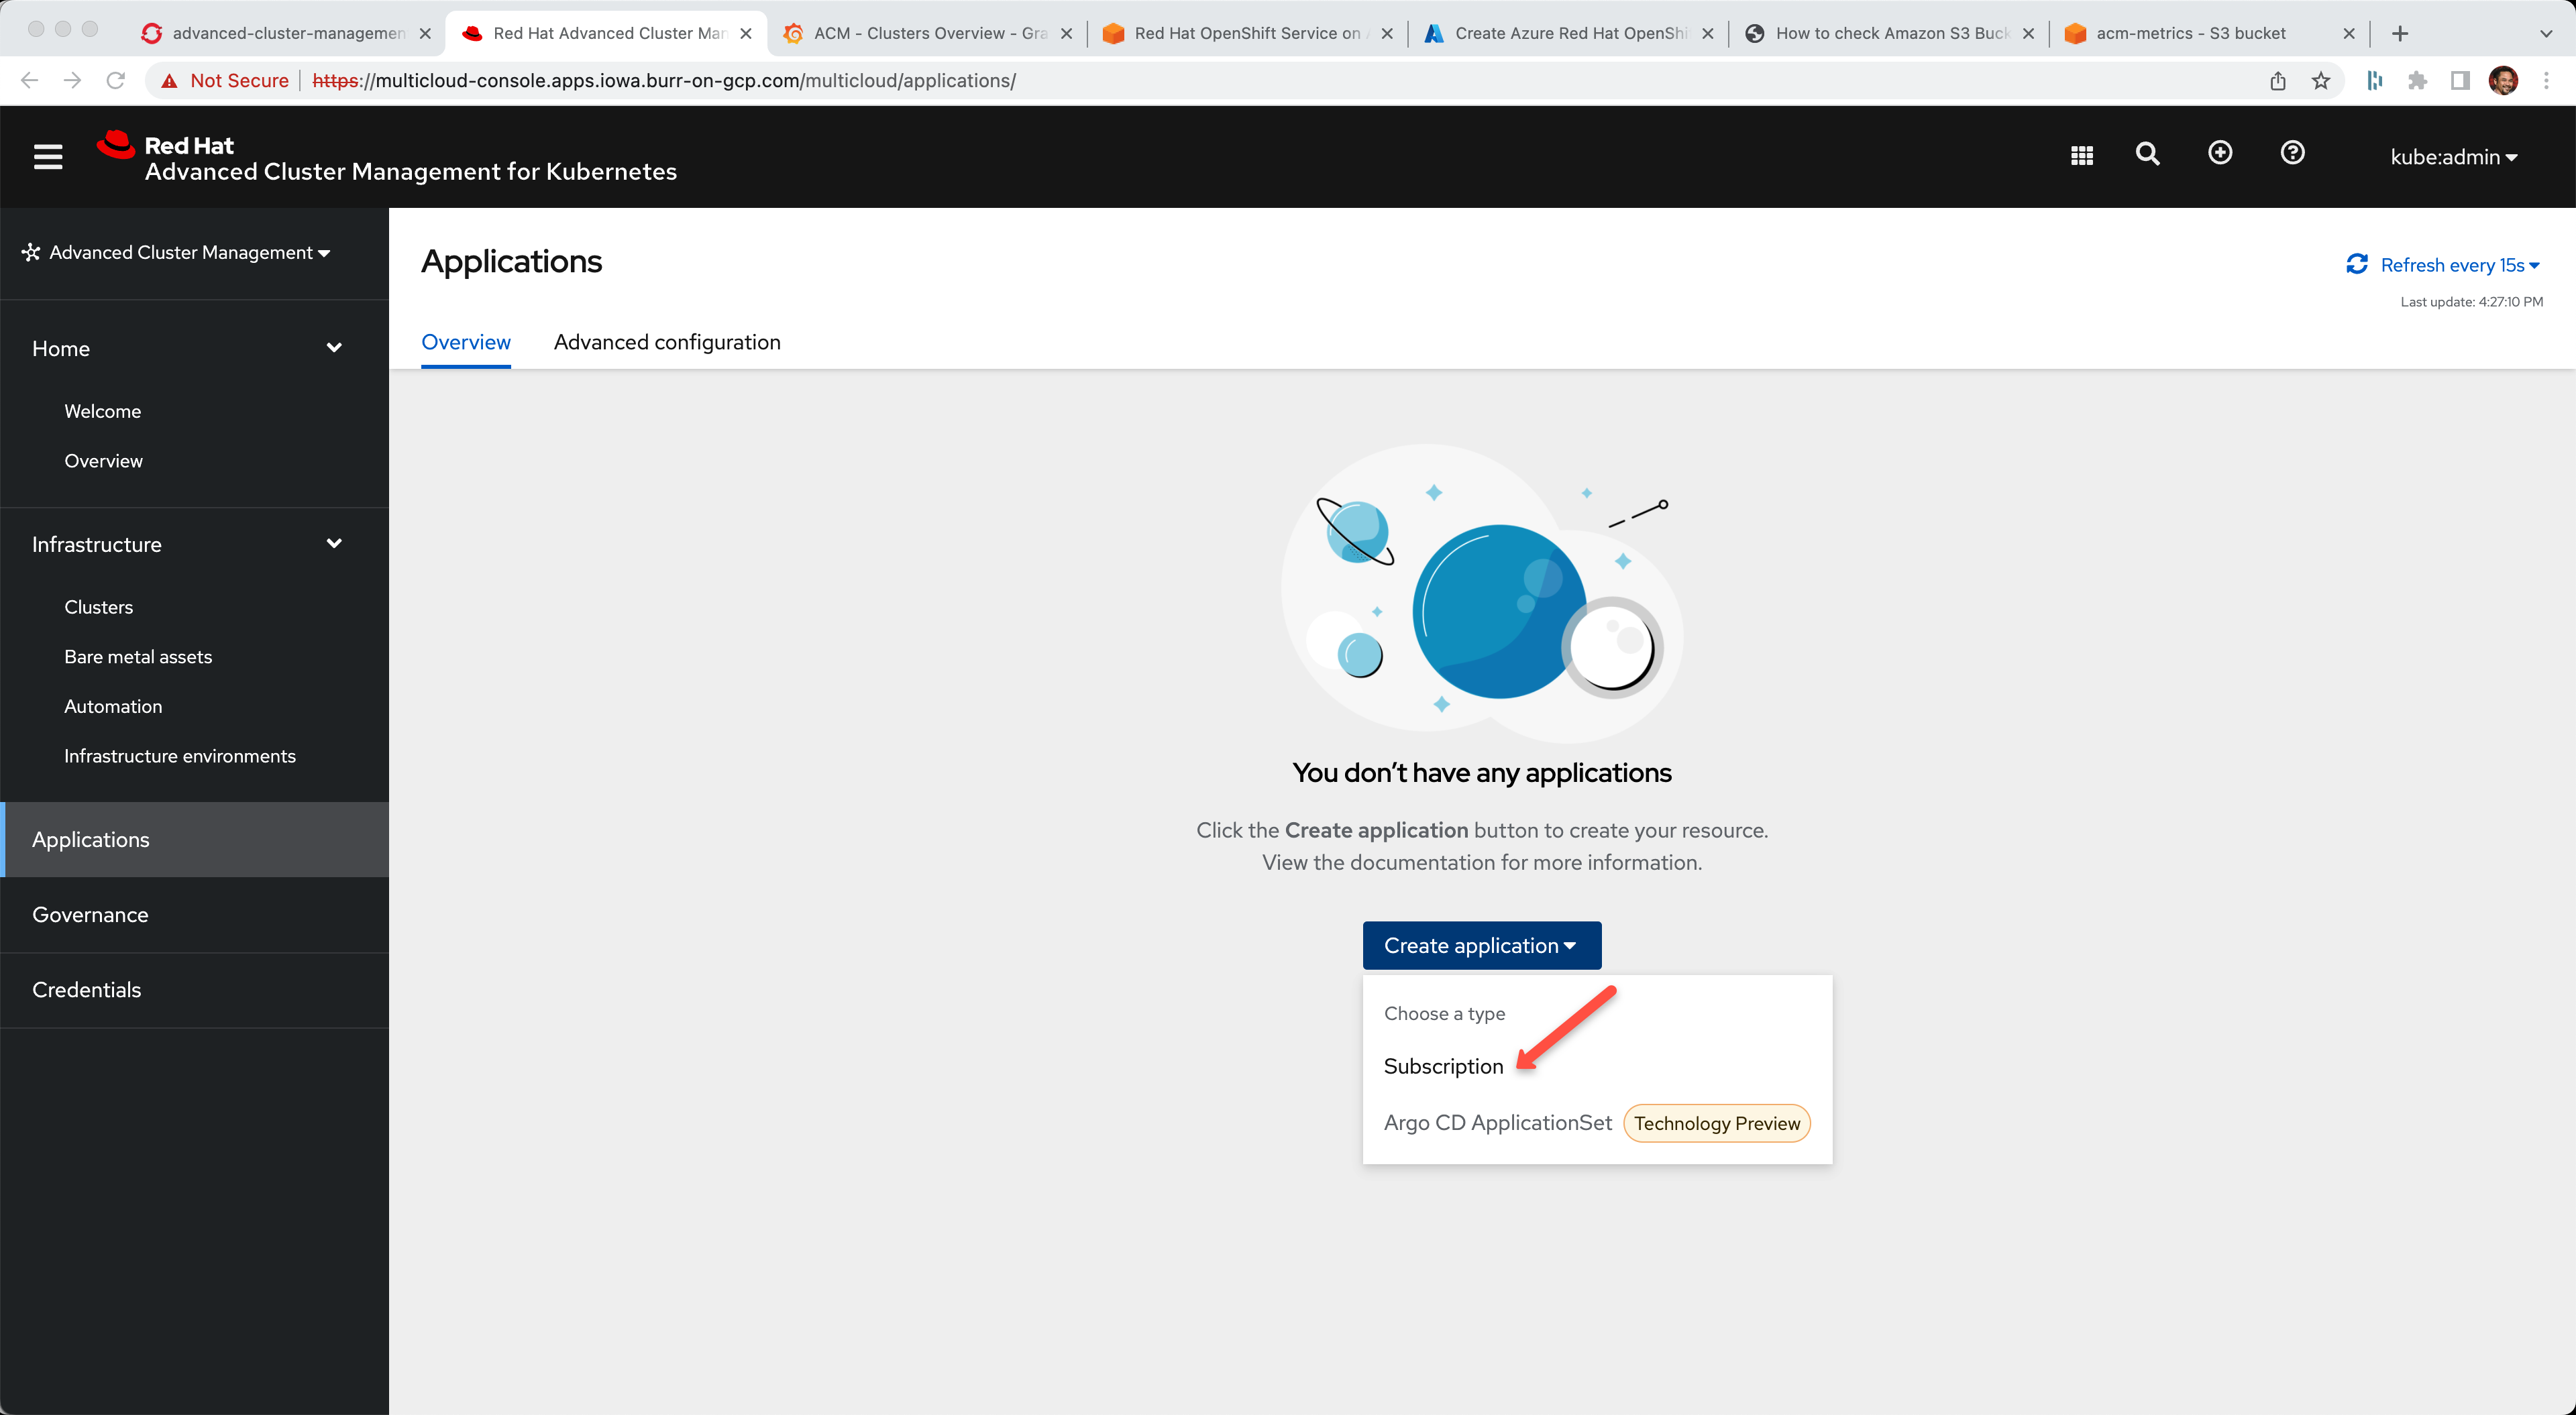 advanced-cluster-managemen
Red Hat Advanced Cluster Man
ACM - Clusters Overview - Gra
Red Hat OpenShift Service on A
Create Azure Red Hat OpenShi
How to check Amazon S3 Buck
acm-metrics - S3 bucket
Not Secure
https://multicloud-console.apps.iowa.burr-on-gcp.com/multicloud/applications/
Red Hat
Advanced Cluster Management for Kubernetes
kube:admin
Advanced Cluster Management
Home
Welcome
Overview
Infrastructure
Clusters
Bare metal assets
Automation
Infrastructure environments
Applications
Governance
Credentials
Applications
Refresh every 15s
Last update: 4:27:10 PM
Overview
Advanced configuration
You don’t have any applications
Click the Create application button to create your resource.
View the documentation for more information.
Create application
Choose a type
Subscription
Argo CD ApplicationSet Technology Preview